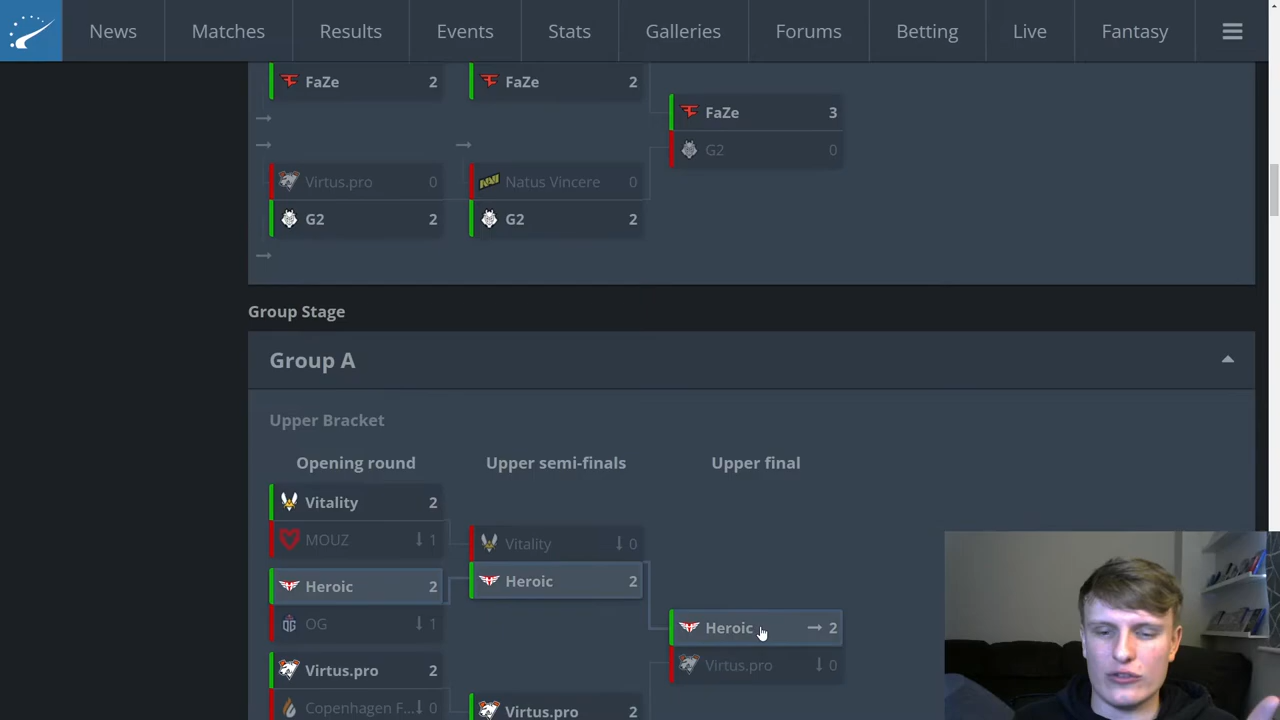 News Matches Results Events Stats Galleries Forums Betting Live Fantasy
FaZe 2
FaZe 2
FaZe 3
G2 0
Virtus.pro 0
G2 2
Natus Vincere 0
G2 2
Group Stage
Group A
Upper Bracket
Opening round Upper semi-finals Upper final
Vitality 2
MOUZ 1
Heroic 2
OG 1
Virtus.pro 2
Copenhagen F... 0
Vitality 0
Heroic 2
Virtus.pro 2
Heroic 2
Virtus.pro 0